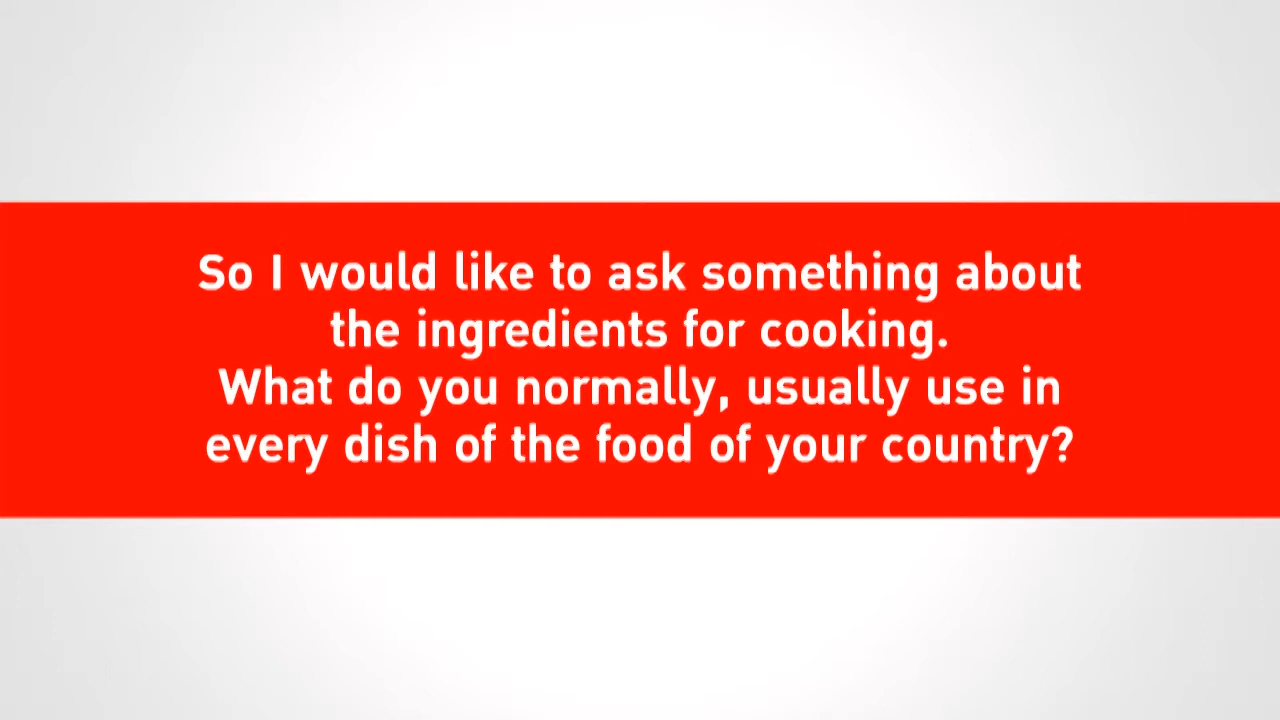 So I would like to ask something about
the ingredients for cooking.
What do you normally, usually use in
every dish of the food of your country?